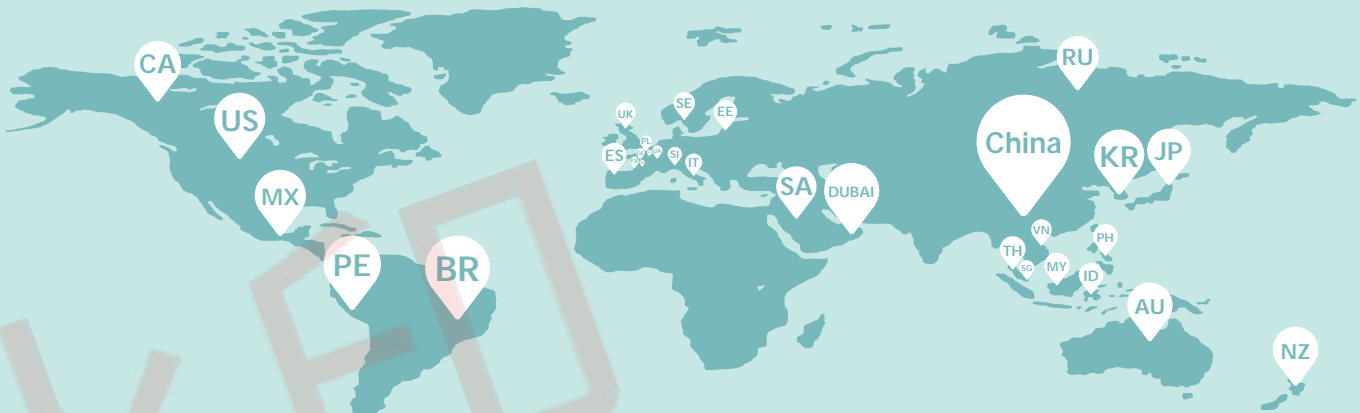 CA
US
MX
PE
BR
UK
SE
EE
ES
PL
SI
IT
SA
DUBAI
RU
China
KR
JP
VN
TH
SG
MY
PH
ID
AU
NZ